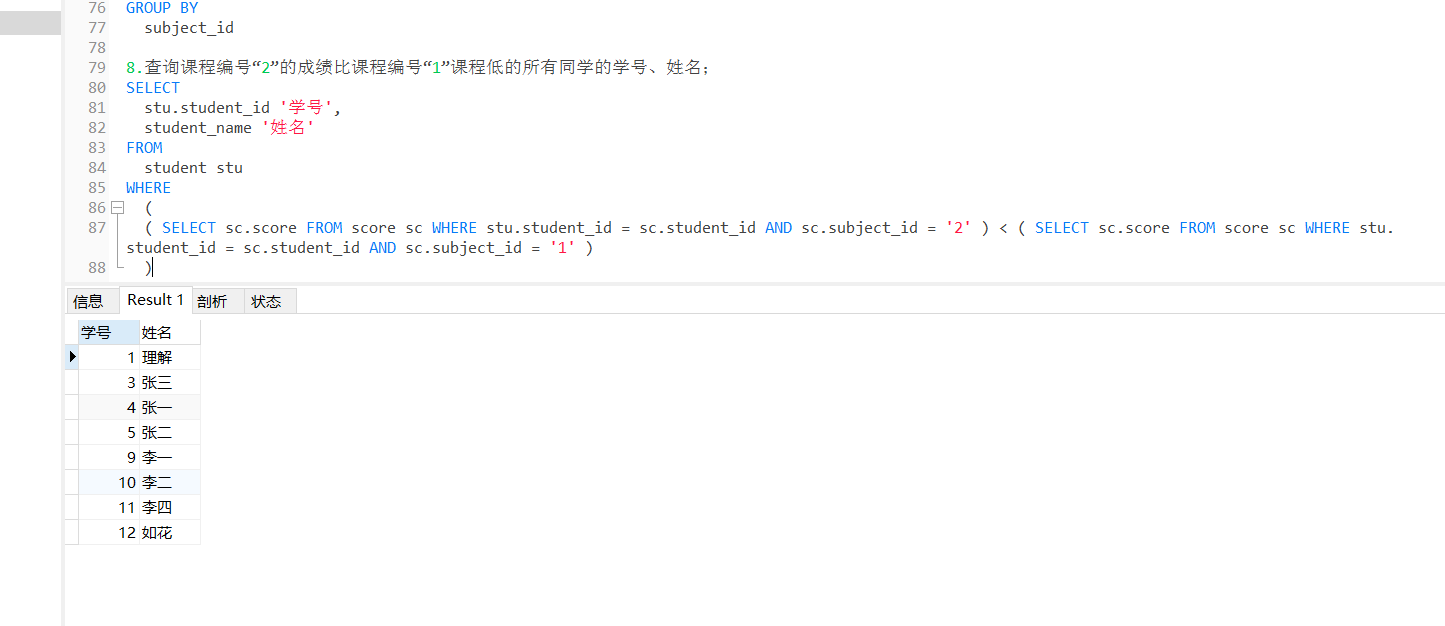 76 GROUP BY
77 subject_id
78
79 8.查询课程编号“2”的成绩比课程编号“1”课程低的所有同学的学号、姓名;
80 SELECT
81 stu.student_id '学号',
82 student_name '姓名'
83 FROM
84 student stu
85 WHERE
86 (
87 ( SELECT sc.score FROM score sc WHERE stu.student_id = sc.student_id AND sc.subject_id = '2' ) < ( SELECT sc.score FROM score sc WHERE stu.
student_id = sc.student_id AND sc.subject_id = '1' )
88 )
信息 Result 1 剖析 状态
学号 姓名
1 理解
3 张三
4 张一
5 张二
9 李一
10 李二
11 李四
12 如花